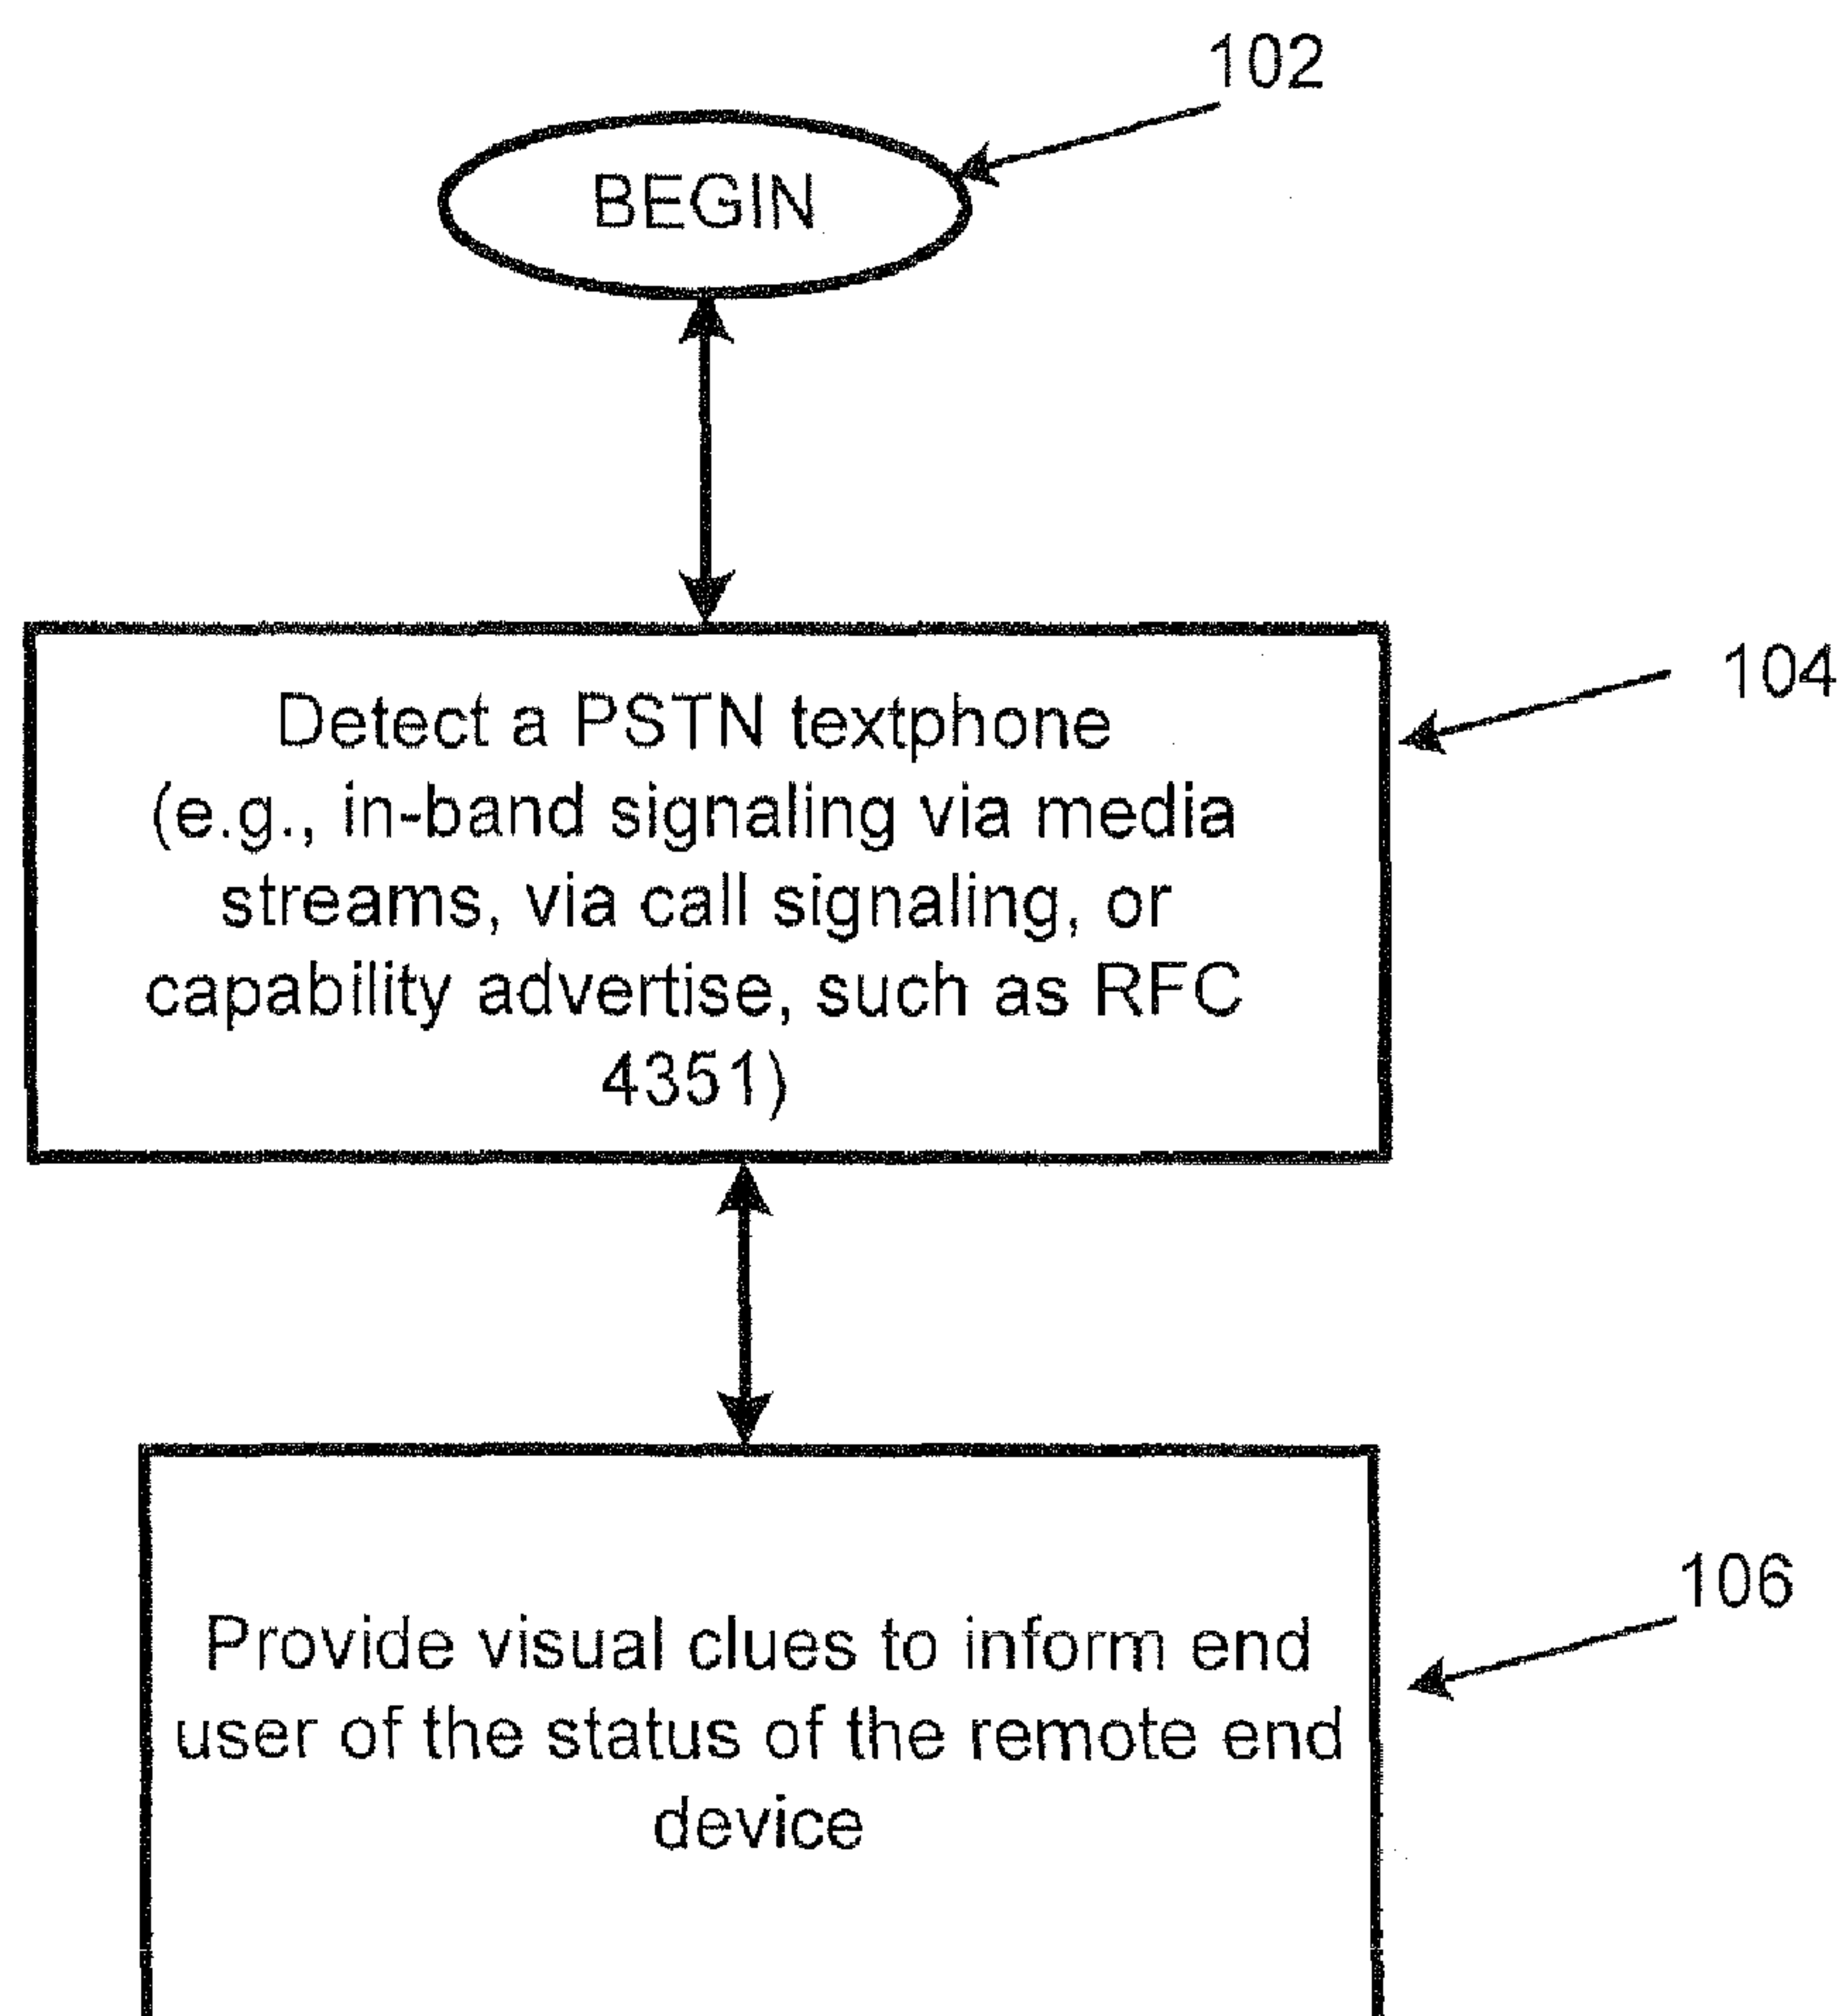 102
BEGIN
104
Detect a PSTN textphone
(e.g., in-band signaling via media
streams, via call signaling, or
capability advertise, such as RFC
4351)
106
Provide visual clues to inform end
user of the status of the remote end
device